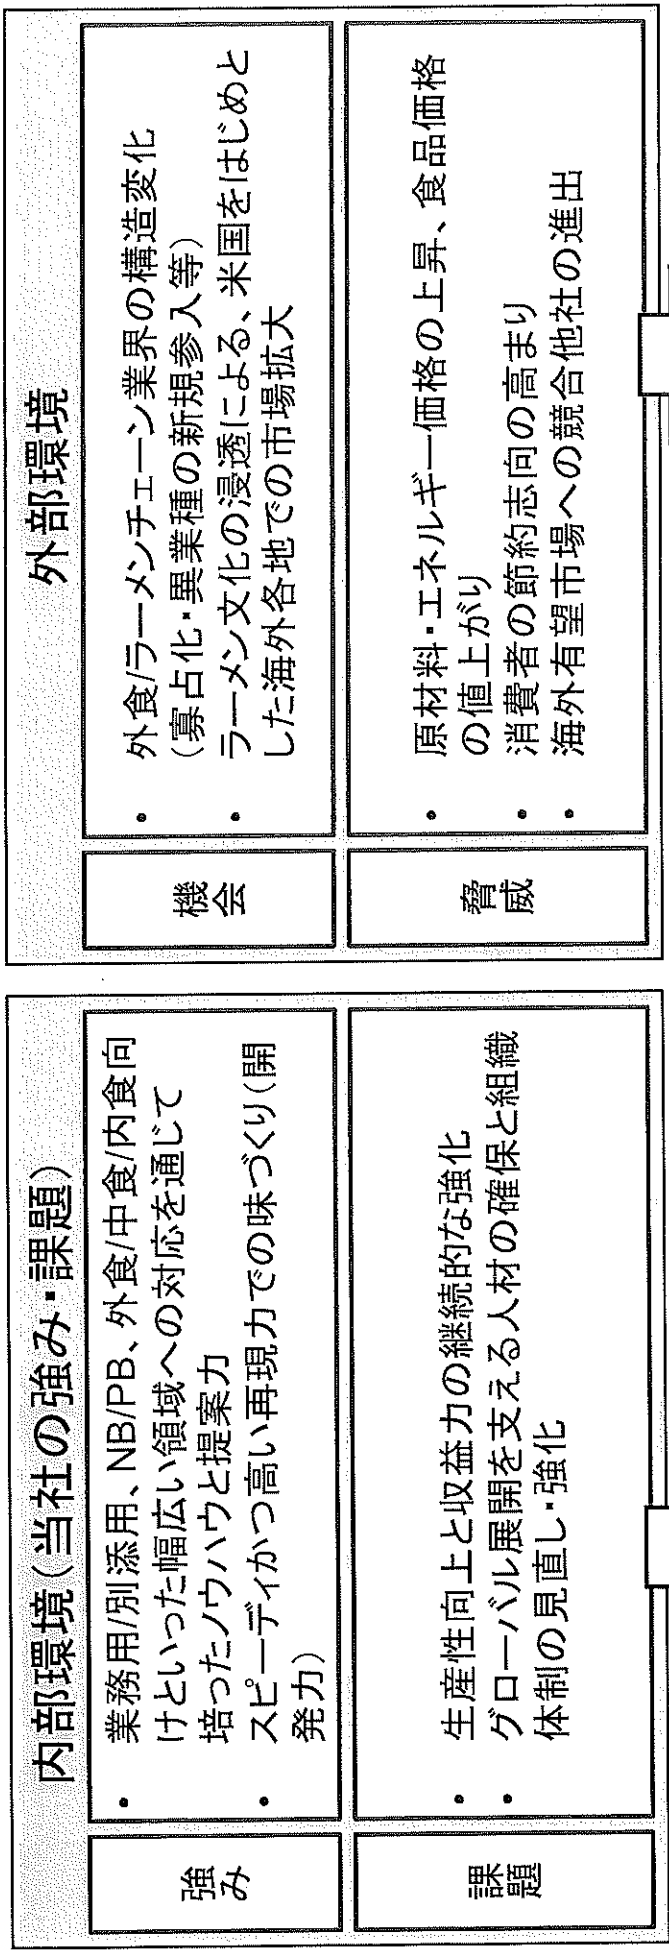 内部環境(当社の強み・課題)
強み
• 業務用/別添用、NB/PB、外食/中食/内食向
けといった幅広い領域への対応を通じて
培ったノウハウと提案力
• スピーディかつ高い再現力での味づくり(開
発力)
課題
• 生産性向上と収益力の継続的な強化
• グローバル展開を支える人材の確保と組織
体制の見直し・強化
外部環境
機会
• 外食/ラーメンチェーン業界の構造変化
(寡占化・異業種の新規参入等)
• ラーメン文化の浸透による、米国をはじめと
した海外各地での市場拡大
脅威
• 原材料・エネルギー価格の上昇、食品価格
の値上がり
• 消費者の節約志向の高まり
• 海外有望市場への競合他社の進出